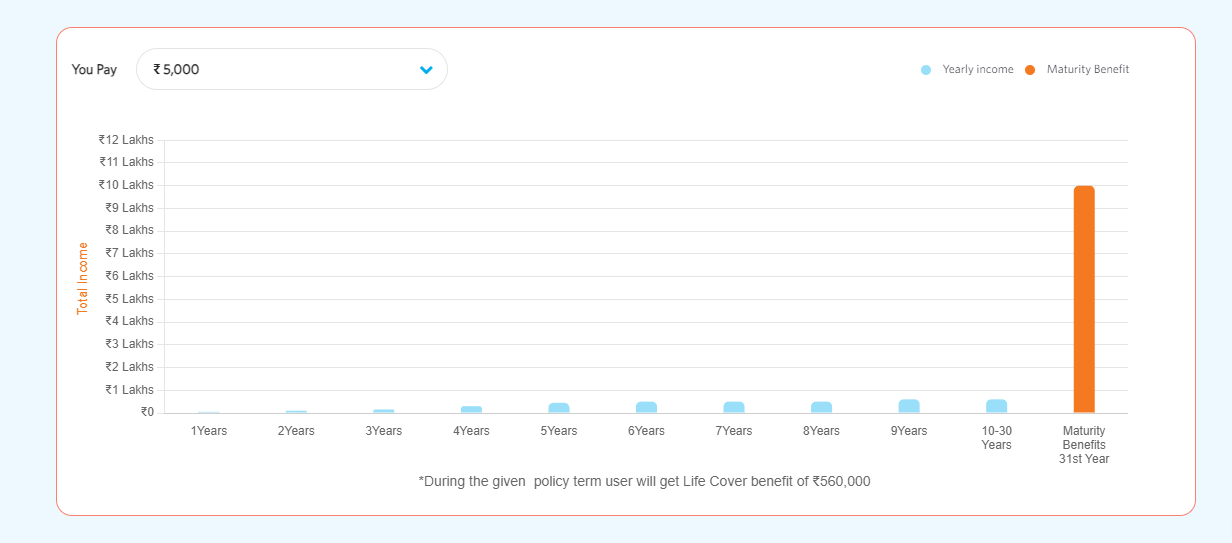 You Pay ₹ 5,000
Yearly income Maturity Benefit
₹12 Lakhs
₹11 Lakhs
₹10 Lakhs
₹9 Lakhs
₹8 Lakhs
₹7 Lakhs
₹6 Lakhs
₹5 Lakhs
₹4 Lakhs
₹3 Lakhs
₹2 Lakhs
₹1 Lakhs
₹0
Total Income
1Years
2Years
3Years
4Years
5Years
6Years
7Years
8Years
9Years
10-30
Years
Maturity
Benefits
31st Year
*During the given policy term user will get Life Cover benefit of ₹560,000